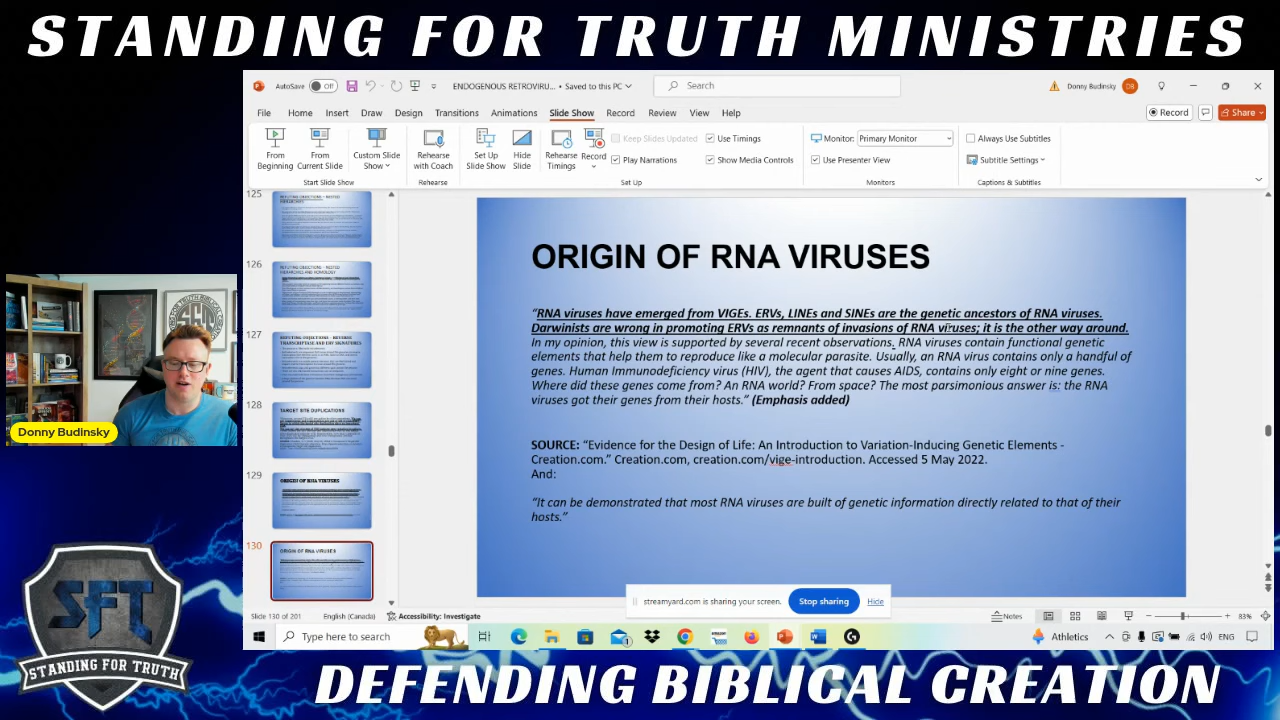 STANDING FOR TRUTH MINISTRIES
AutoSave Off
ENDOGENOUS RETROVIRU... • Saved to this PC
Search
Donny Budinsky DB
File Home Insert Draw Design Transitions Animations Slide Show Record Review View Help
Record
Share
From Beginning
From Current Slide
Custom Slide Show
Start Slide Show
Rehearse with Coach
Rehearse
Set Up Slide Show
Hide Slide
Rehearse Timings
Record
Keep Slides Updated
Play Narrations
Use Timings
Show Media Controls
Set Up
Monitor: Primary Monitor
Use Presenter View
Monitors
Always Use Subtitles
Subtitle Settings
Captions & Subtitles
125
126
127
128
TARGET SITE DUPLICATIONS
129
ORIGIN OF RNA VIRUSES
130
ORIGIN OF RNA VIRUSES
ORIGIN OF RNA VIRUSES
“RNA viruses have emerged from VIGEs. ERVs, LINEs and SINEs are the genetic ancestors of RNA viruses.
Darwinists are wrong in promoting ERVs as remnants of invasions of RNA viruses; it is the other way around.
In my opinion, this view is supported by several recent observations. RNA viruses contain functional genetic
elements that help them to reproduce like a molecular parasite. Usually, an RNA virus contains only a handful of
genes. Human Immunodeficiency virus (HIV), the agent that causes AIDS, contains only eight or nine genes.
Where did these genes come from? An RNA world? From space? The most parsimonious answer is: the RNA
viruses got their genes from their hosts.” (Emphasis added)
SOURCE: “Evidence for the Design of Life: An Introduction to Variation-Inducing Genetic Elements -
Creation.com.” Creation.com, creation.com/vige-introduction. Accessed 5 May 2022.
And:
“It can be demonstrated that most RNA viruses are built of genetic information directly related to that of their
hosts.”
Donny Budinsky
streamyard.com is sharing your screen.
Stop sharing
Hide
Slide 130 of 201
English (Canada)
Accessibility: Investigate
Notes
83%
Type here to search
Athletics
ENG
SFT
STANDING FOR TRUTH
DEFENDING BIBLICAL CREATION